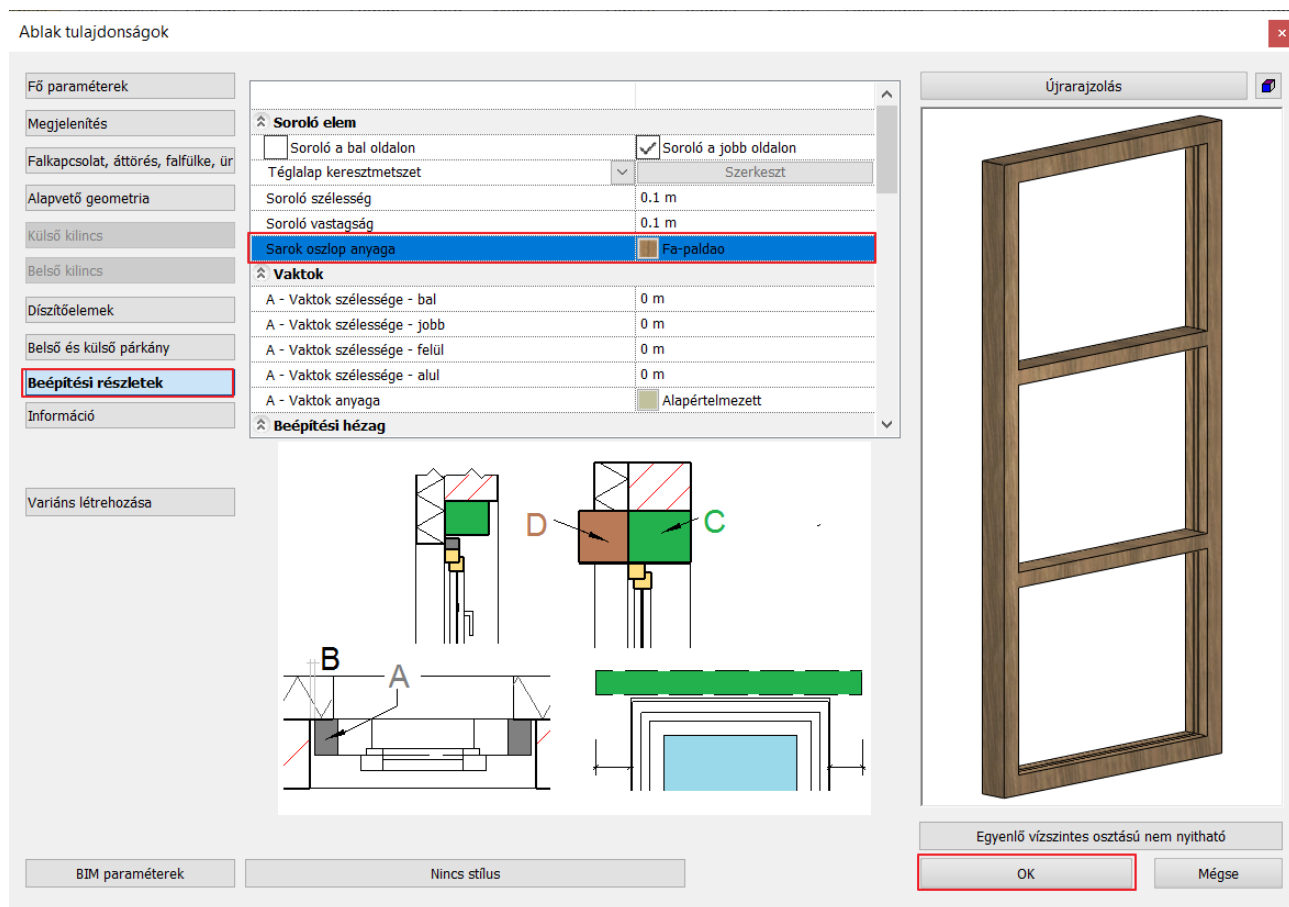 Ablak tulajdonságok
Fő paraméterek
Megjelenítés
Falkapcsolat, áttörés, falfülke, ür
Alapvető geometria
Külső kilincs
Belső kilincs
Díszítőelemek
Belső és külső párkány
Beépítési részletek
Információ
Variáns létrehozása
Soroló elem
Soroló a bal oldalon Soroló a jobb oldalon
Téglalap keresztmetszet Szerkeszt
Soroló szélesség 0.1 m
Soroló vastagság 0.1 m
Sarok oszlop anyaga Fa-paldao
Vaktok
A - Vaktok szélessége - bal 0 m
A - Vaktok szélessége - jobb 0 m
A - Vaktok szélessége - felül 0 m
A - Vaktok szélessége - alul 0 m
A - Vaktok anyaga Alapértelmezett
Beépítési hézag
D C
B
A
Újrarajzolás
Egyenlő vízszintes osztású nem nyitható
BIM paraméterek Nincs stílus OK Mégse